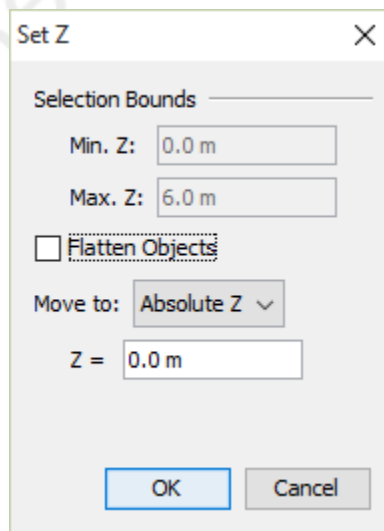 Set Z
Selection Bounds
Min. Z: 0.0 m
Max. Z: 6.0 m
Flatten Objects
Move to: Absolute Z
Z = 0.0 m
OK Cancel